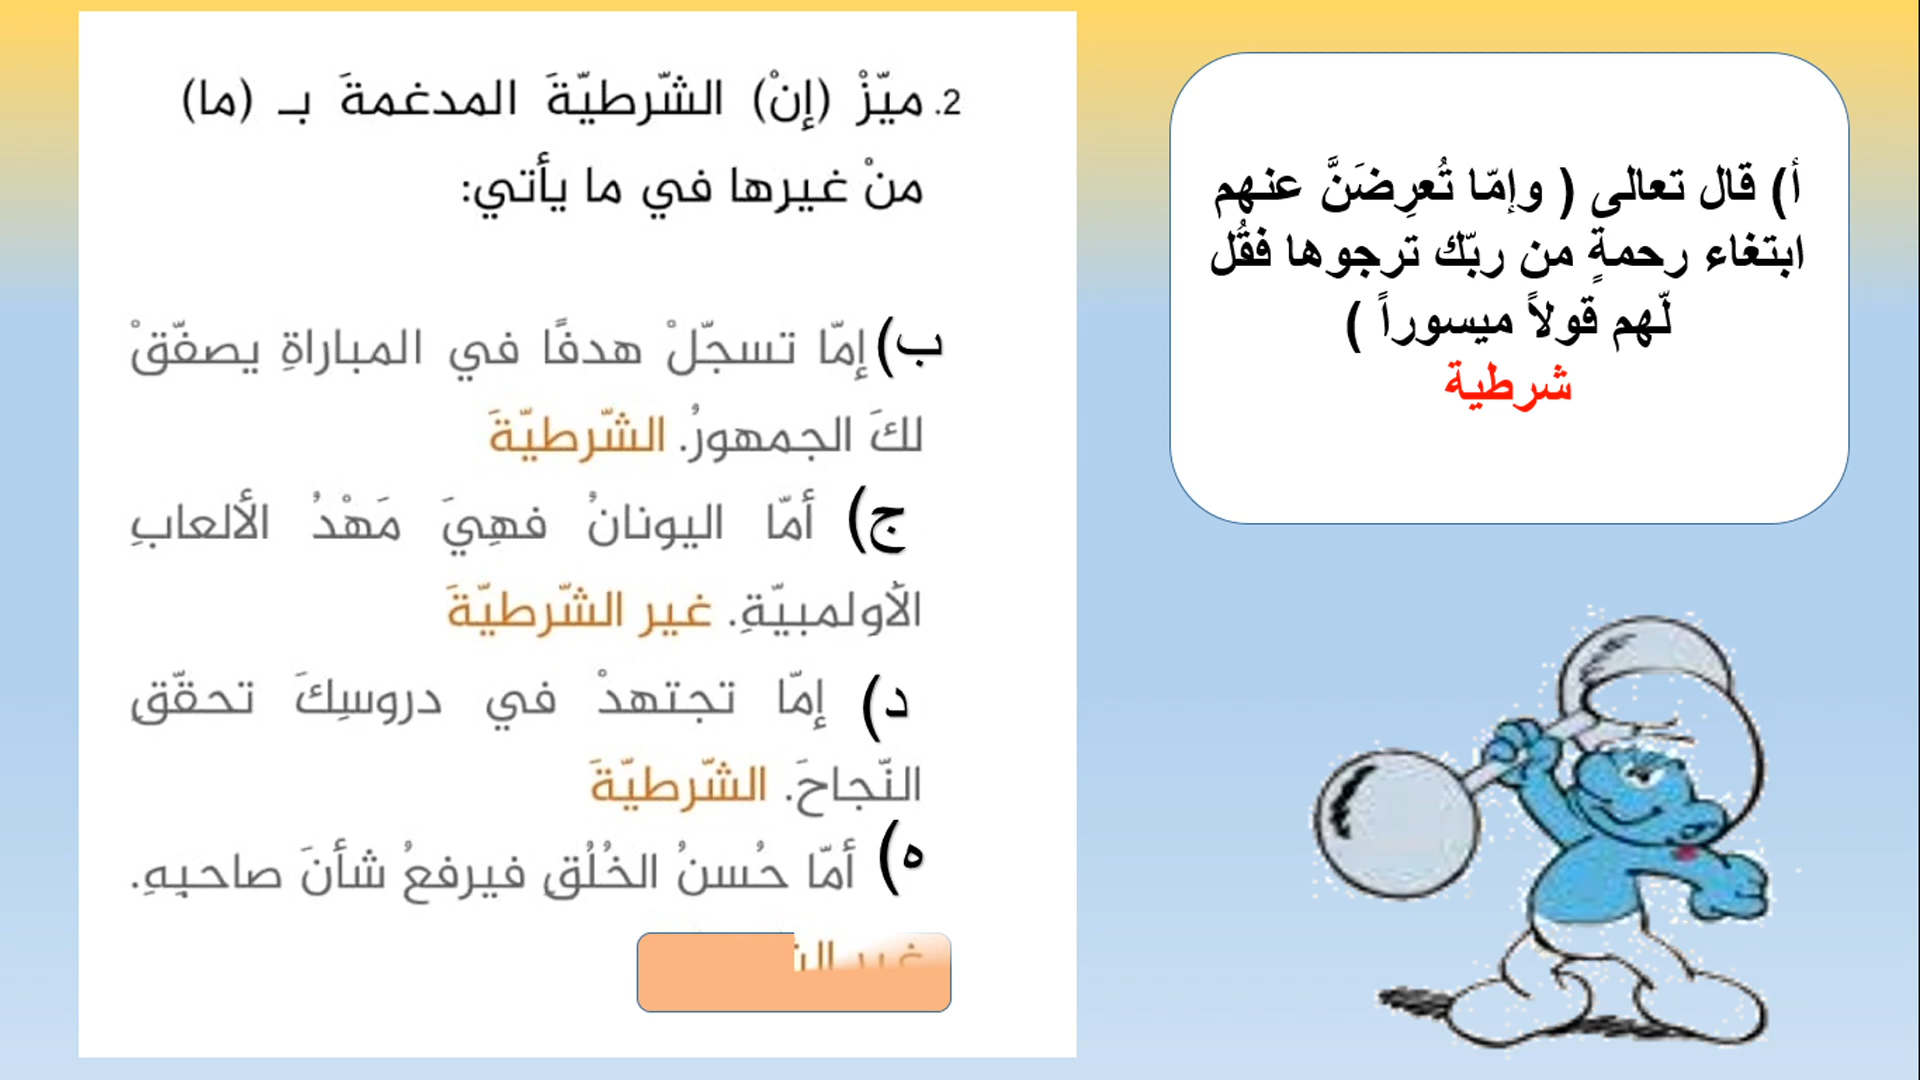 2. ميّزْ (إنْ) الشّرطيّةَ المدغمةَ بـ (ما)
منْ غيرِها في ما يأتي:
ب) إمّا تسجّلْ هدفًا في المباراةِ يصفّقْ
لكَ الجمهورُ. الشّرطيّةَ
ج) أمّا اليونانُ فهِيَ مَهْدُ الألعابِ
الأولمبيّةِ. غير الشّرطيّةَ
د) إمّا تجتهدْ في دروسِكَ تحقّقِ
النّجاحَ. الشّرطيّةَ
ه) أمّا حُسنُ الخُلُقِ فيرفعُ شأنَ صاحبِهِ.
غير
أ) قال تعالى ( وإمّا تُعرِضَنَّ عنهم
ابتغاء رحمةٍ من ربّك ترجوها فقُل
لّهم قولاً ميسوراً )
شرطية